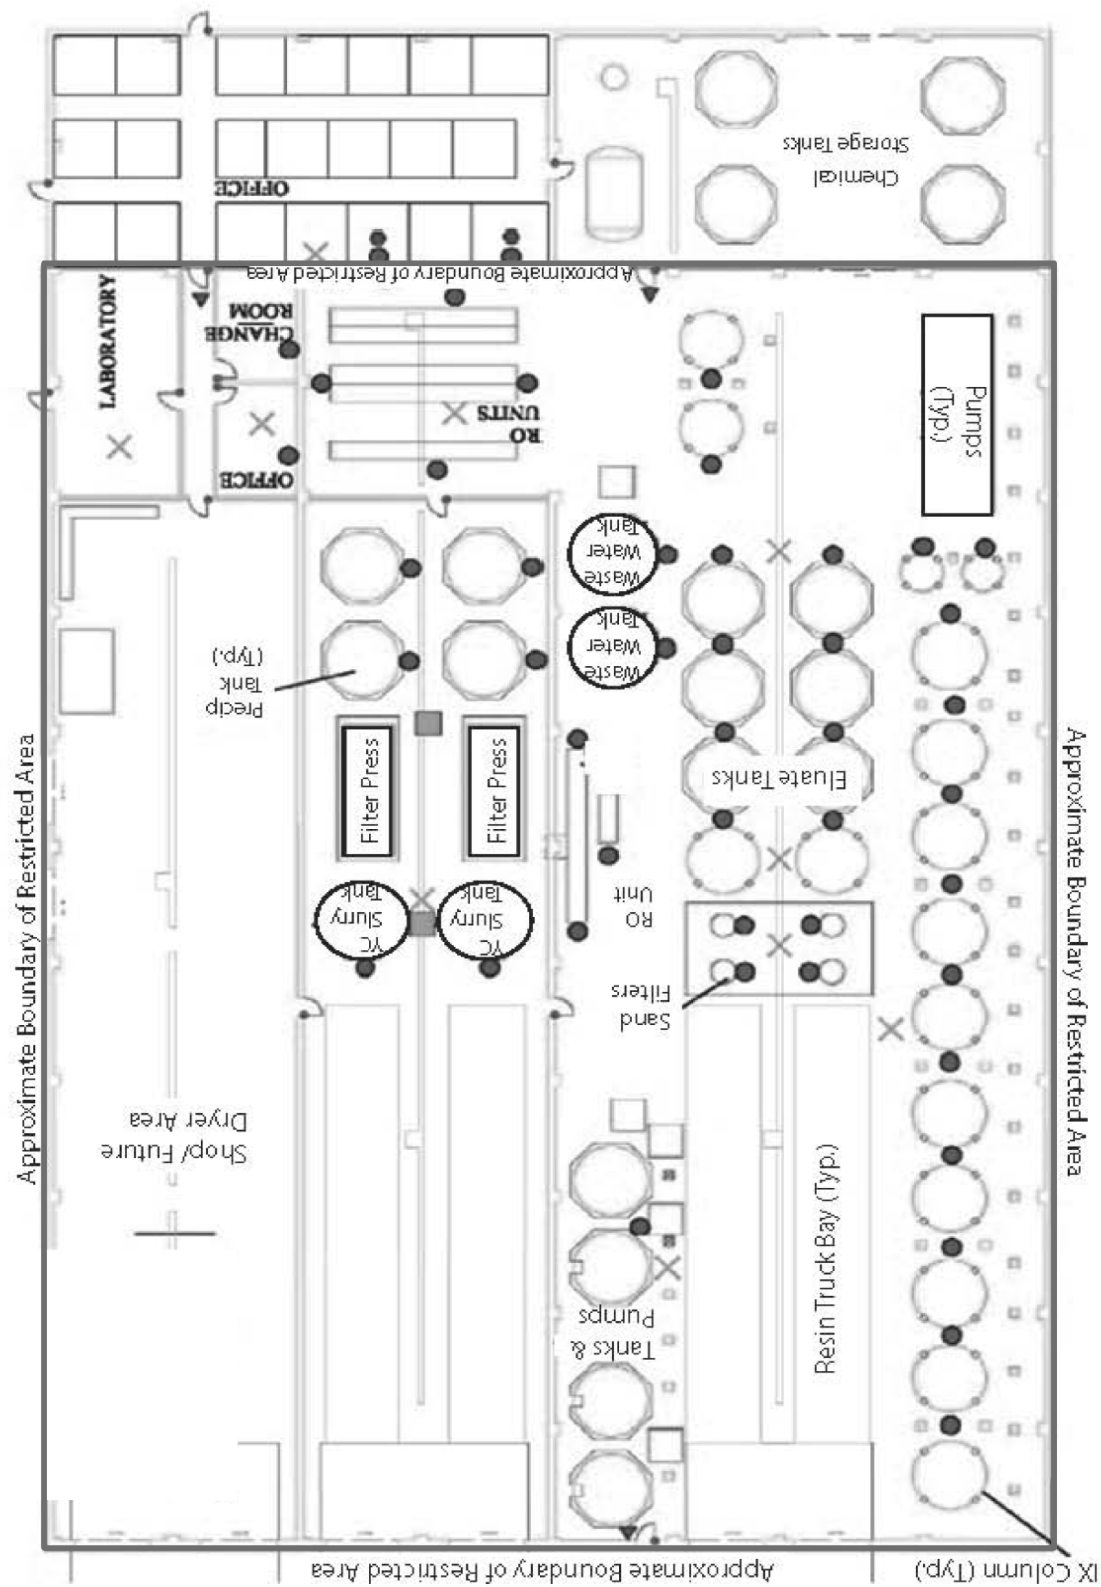 OFFICE
Chemical
Storage Tanks
Approximate Boundary of Restricted Area
LABORATORY
CHANGE
ROOM
OFFICE
RO
UNITS
Pumps
(Typ.)
Waste
Water
Tank
Waste
Water
Tank
Precip
Tank
(Typ.)
Filter Press
Filter Press
Eluate Tanks
YC
Slurry
Tank
YC
Slurry
Tank
RO
Unit
Sand
Filters
Approximate Boundary of Restricted Area
Approximate Boundary of Restricted Area
Shop/Future
Dryer Area
Resin Truck Bay (Typ.)
Tanks &
Pumps
Approximate Boundary of Restricted Area
IX Column (Typ.)